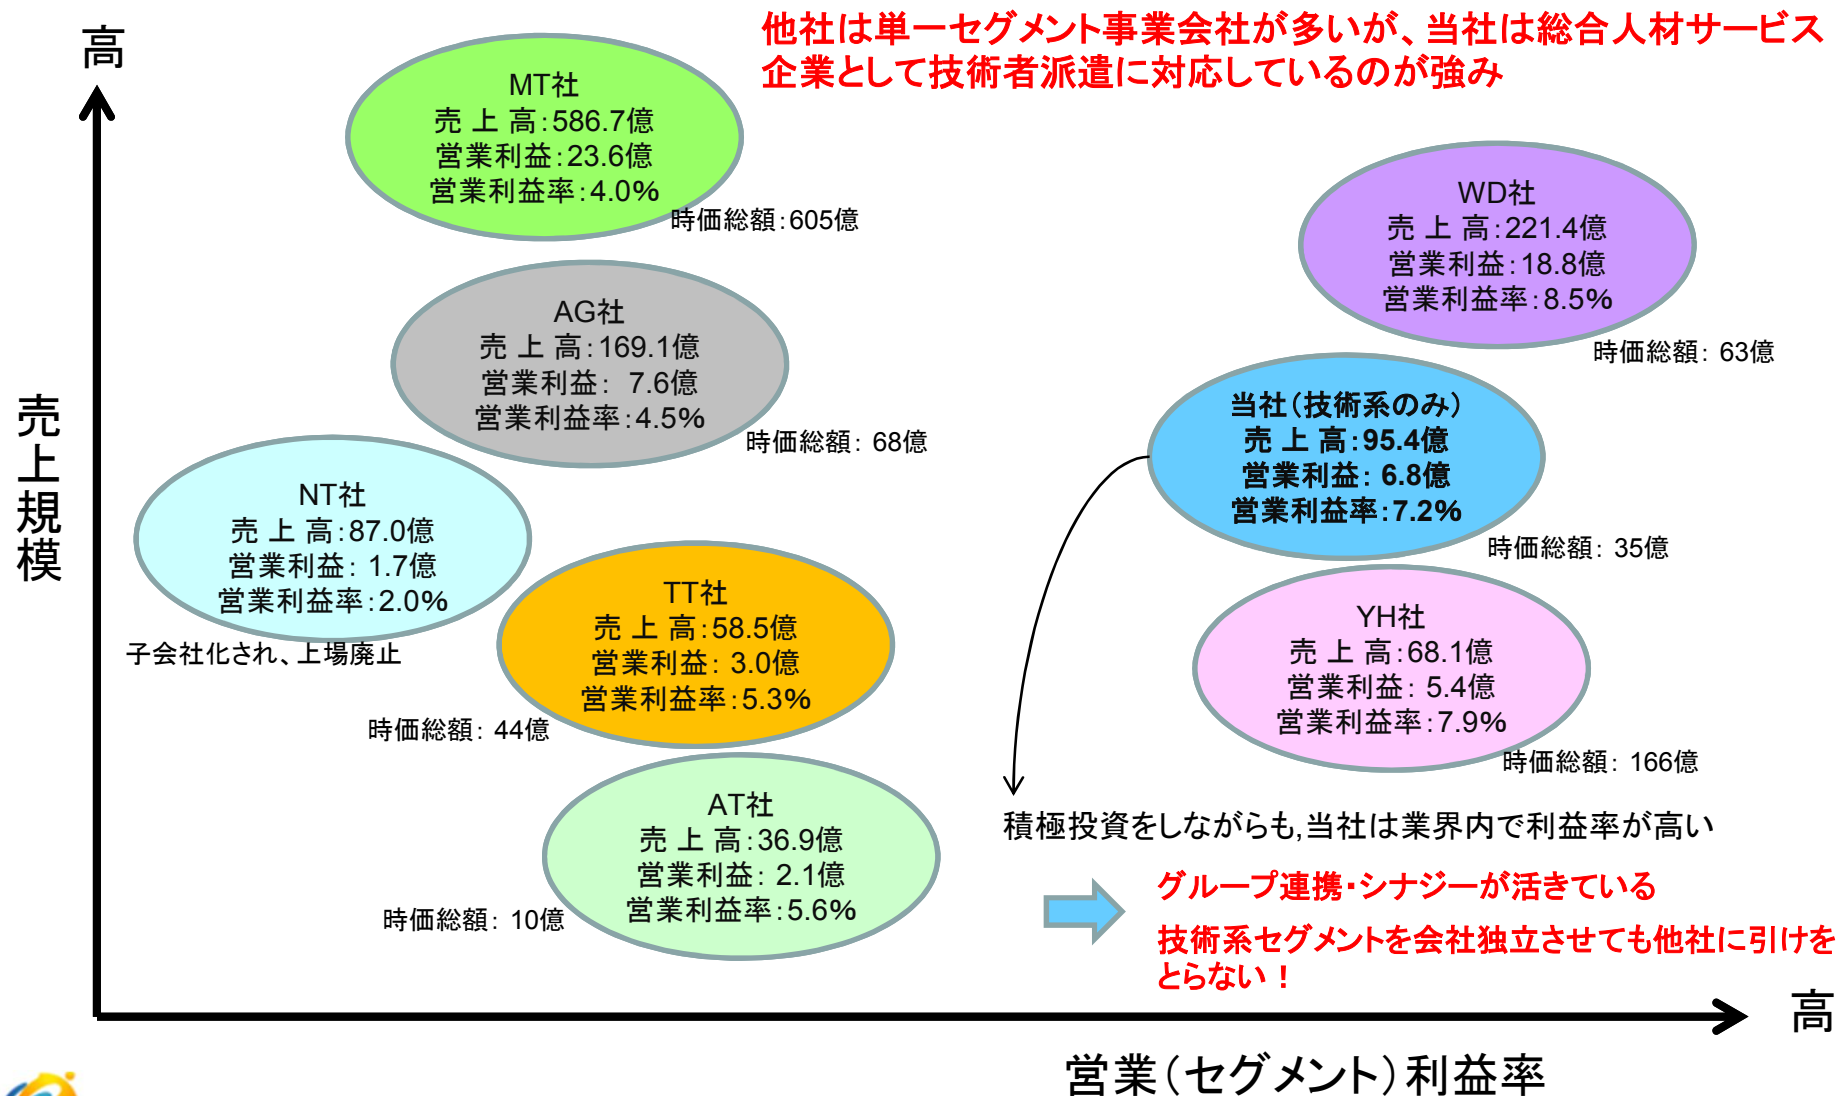 他社は単一セグメント事業会社が多いが、当社は総合人材サービス
企業として技術者派遣に対応しているのが強み
高
売上規模
MT社
売 上 高:586.7億
営業利益:23.6億
営業利益率:4.0%
時価総額:605億
WD社
売 上 高:221.4億
営業利益:18.8億
営業利益率:8.5%
時価総額: 63億
AG社
売 上 高:169.1億
営業利益: 7.6億
営業利益率:4.5%
時価総額: 68億
当社(技術系のみ)
売 上 高:95.4億
営業利益: 6.8億
営業利益率:7.2%
時価総額: 35億
NT社
売 上 高:87.0億
営業利益: 1.7億
営業利益率:2.0%
子会社化され、上場廃止
TT社
売 上 高:58.5億
営業利益: 3.0億
営業利益率:5.3%
時価総額: 44億
YH社
売 上 高:68.1億
営業利益: 5.4億
営業利益率:7.9%
時価総額: 166億
AT社
売 上 高:36.9億
営業利益: 2.1億
営業利益率:5.6%
時価総額: 10億
積極投資をしながらも,当社は業界内で利益率が高い
グループ連携・シナジーが活きている
技術系セグメントを会社独立させても他社に引けを
とらない！
高
営業(セグメント)利益率